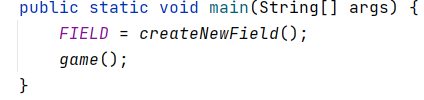 public static void main(String[] args) {
    FIELD = createNewField();
    game();
}